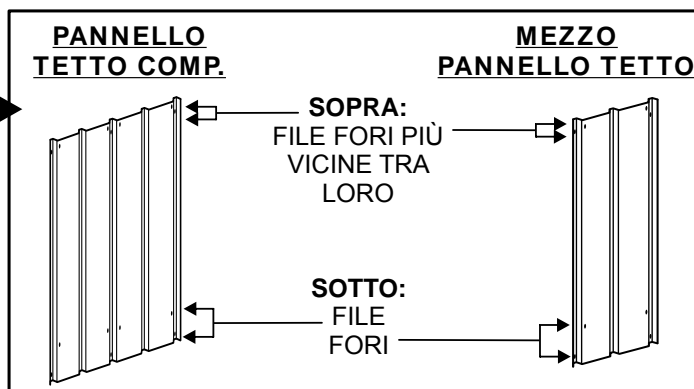 PANNELLO
TETTO COMP.
MEZZO
PANNELLO TETTO
SOPRA:
FILE FORI PIÙ
VICINE TRA
LORO
SOTTO:
FILE
FORI